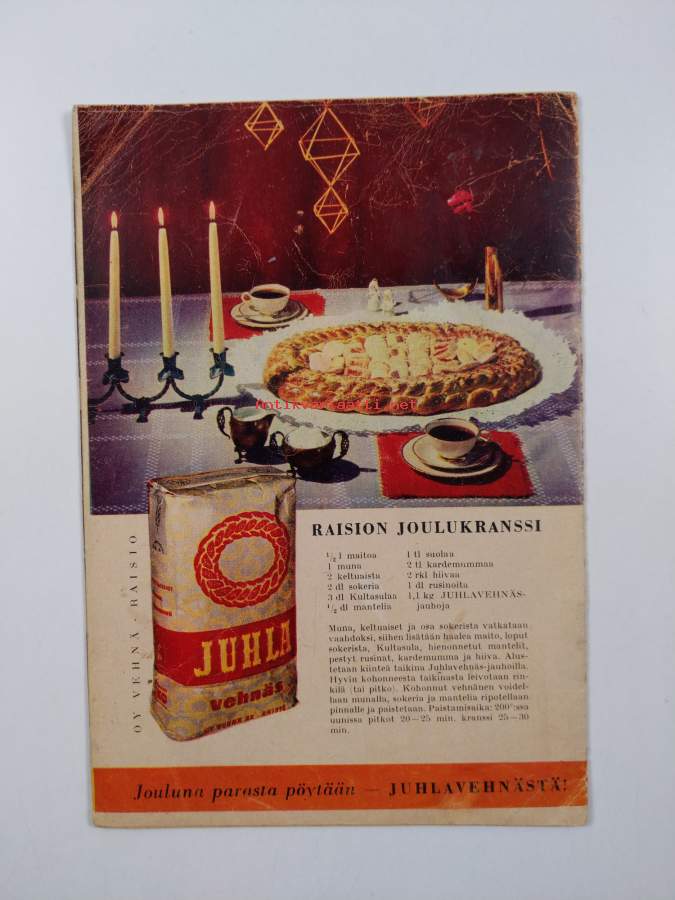 Antikvariaatti.net
RAISION JOULUKRANSSI
½ l maitoa
1 muna
2 keltuaista
2 dl sokeria
3 dl Kultasulaa
½ dl mantelia
1 tl suolaa
2 tl kardemummaa
2 rkl hiivaa
1 dl rusinoita
1,1 kg JUHLAVEHNÄS-
jauhoja
Muna, keltuaiset ja osa sokerista vatkataan
vaahdoksi, siihen lisätään haalea maito, loput
sokerista, Kultasula, hienonnetut mantelit,
pestyt rusinat, kardemumma ja hiiva. Alus-
tetaan kiinteä taikina Juhlavehnäs-jauhoilla.
Hyvin kohonneesta taikinasta leivotaan rin-
kilä (tai pitko). Kohonnut vehnänen voidel-
laan munalla, sokeria ja mantelia ripotellaan
pinnalle ja paistetaan. Paistamisaika: 200°:ssa
uunissa pitkot 20–25 min. kranssi 25–30
min.
OY VEHNÄ · RAISIO
JUHLA
Vehnäs
Jouluna parasta pöytään — JUHLAVEHNÄSTÄ!